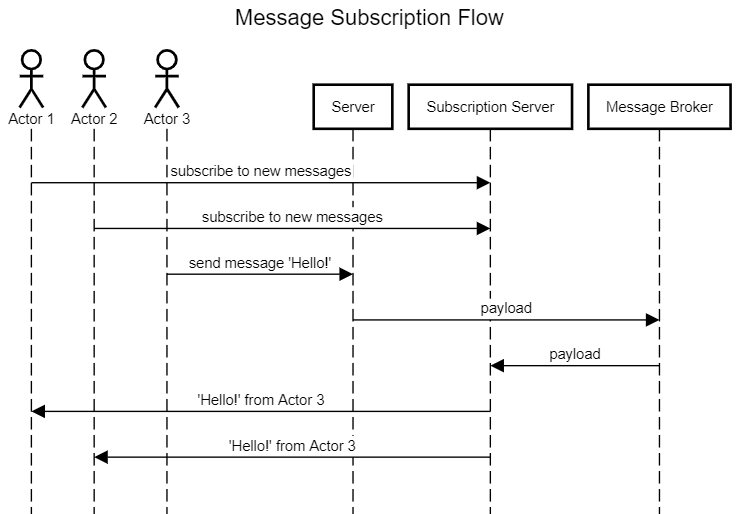 Message Subscription Flow
Actor 1
Actor 2
Actor 3
Server
Subscription Server
Message Broker
subscribe to new messages
subscribe to new messages
send message 'Hello!'
payload
payload
'Hello!' from Actor 3
'Hello!' from Actor 3